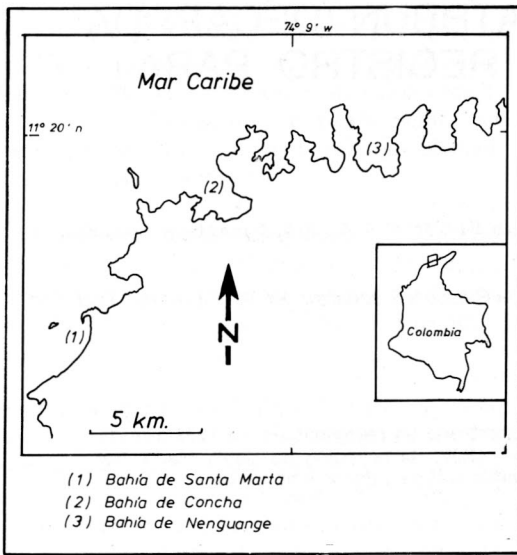 74° 9' w
Mar Caribe
11° 20' n
(3)
(2)
Colombia
(1)
N
5 km.
(1) Bahía de Santa Marta
(2) Bahía de Concha
(3) Bahía de Nenguange